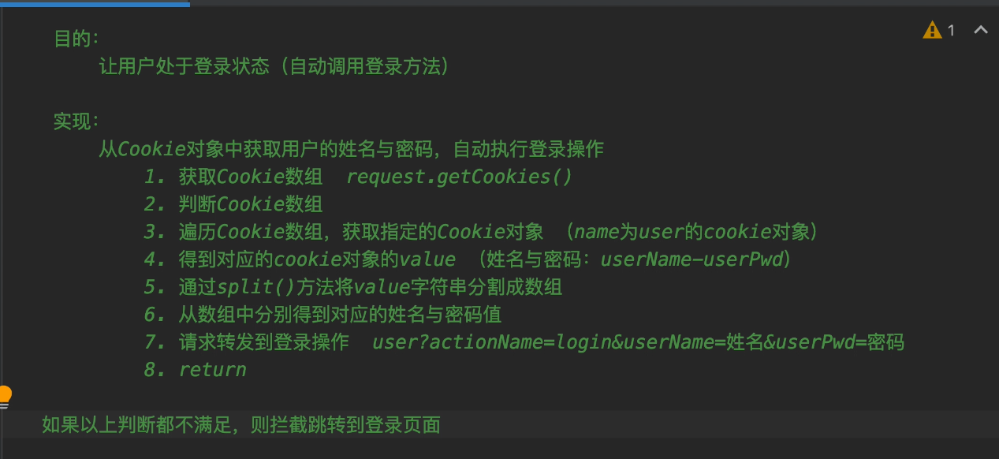 1
目的：
让用户处于登录状态（自动调用登录方法）
实现：
从Cookie对象中获取用户的姓名与密码，自动执行登录操作
1. 获取Cookie数组 request.getCookies()
2. 判断Cookie数组
3. 遍历Cookie数组，获取指定的Cookie对象 （name为user的cookie对象）
4. 得到对应的cookie对象的value （姓名与密码：userName-userPwd）
5. 通过split()方法将value字符串分割成数组
6. 从数组中分别得到对应的姓名与密码值
7. 请求转发到登录操作 user?actionName=login&userName=姓名&userPwd=密码
8. return
如果以上判断都不满足，则拦截跳转到登录页面